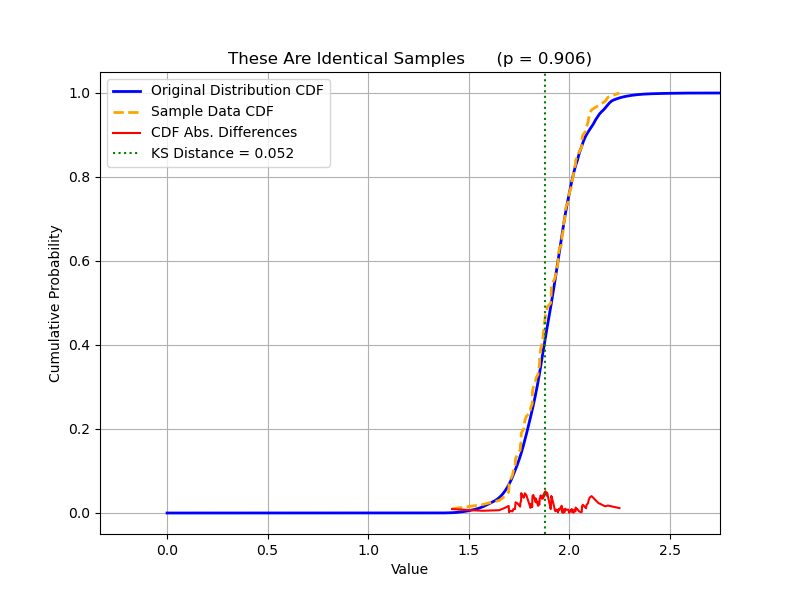 These Are Identical Samples (p = 0.906)
Original Distribution CDF
Sample Data CDF
CDF Abs. Differences
KS Distance = 0.052
Cumulative Probability
1.0
0.8
0.6
0.4
0.2
0.0
0.0 0.5 1.0 1.5 2.0 2.5
Value